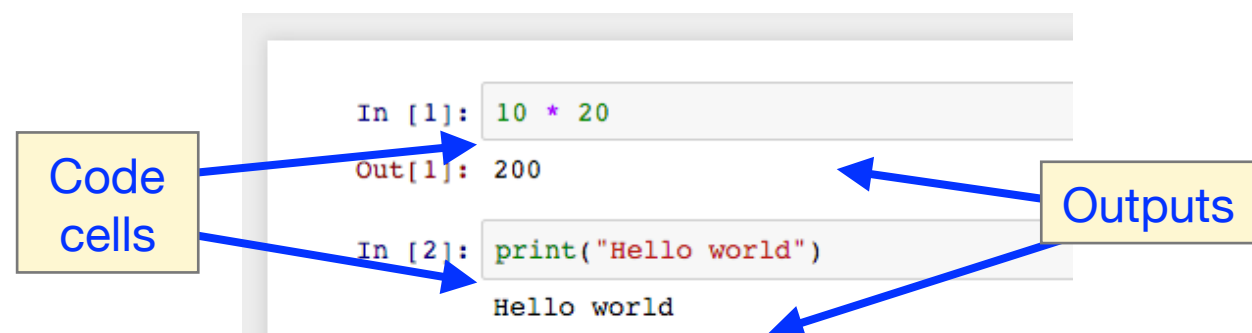 In [1]: 10 * 20
Out[1]: 200
Code
cells
Outputs
In [2]: print("Hello world")
Hello world